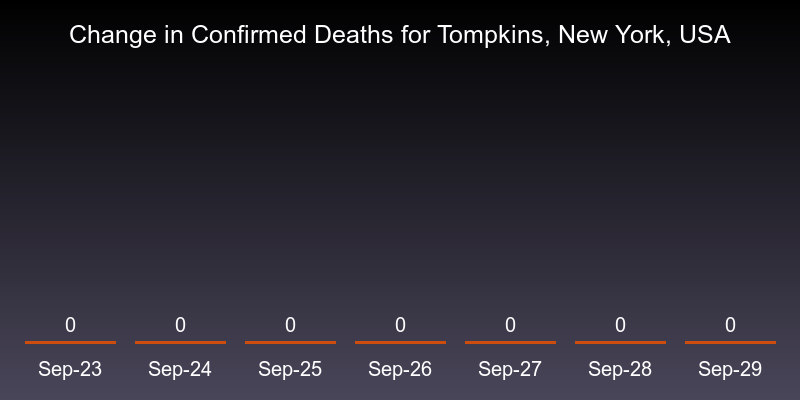 Change in Confirmed Deaths for Tompkins, New York, USA
0 0 0 0 0 0 0
Sep-23 Sep-24 Sep-25 Sep-26 Sep-27 Sep-28 Sep-29